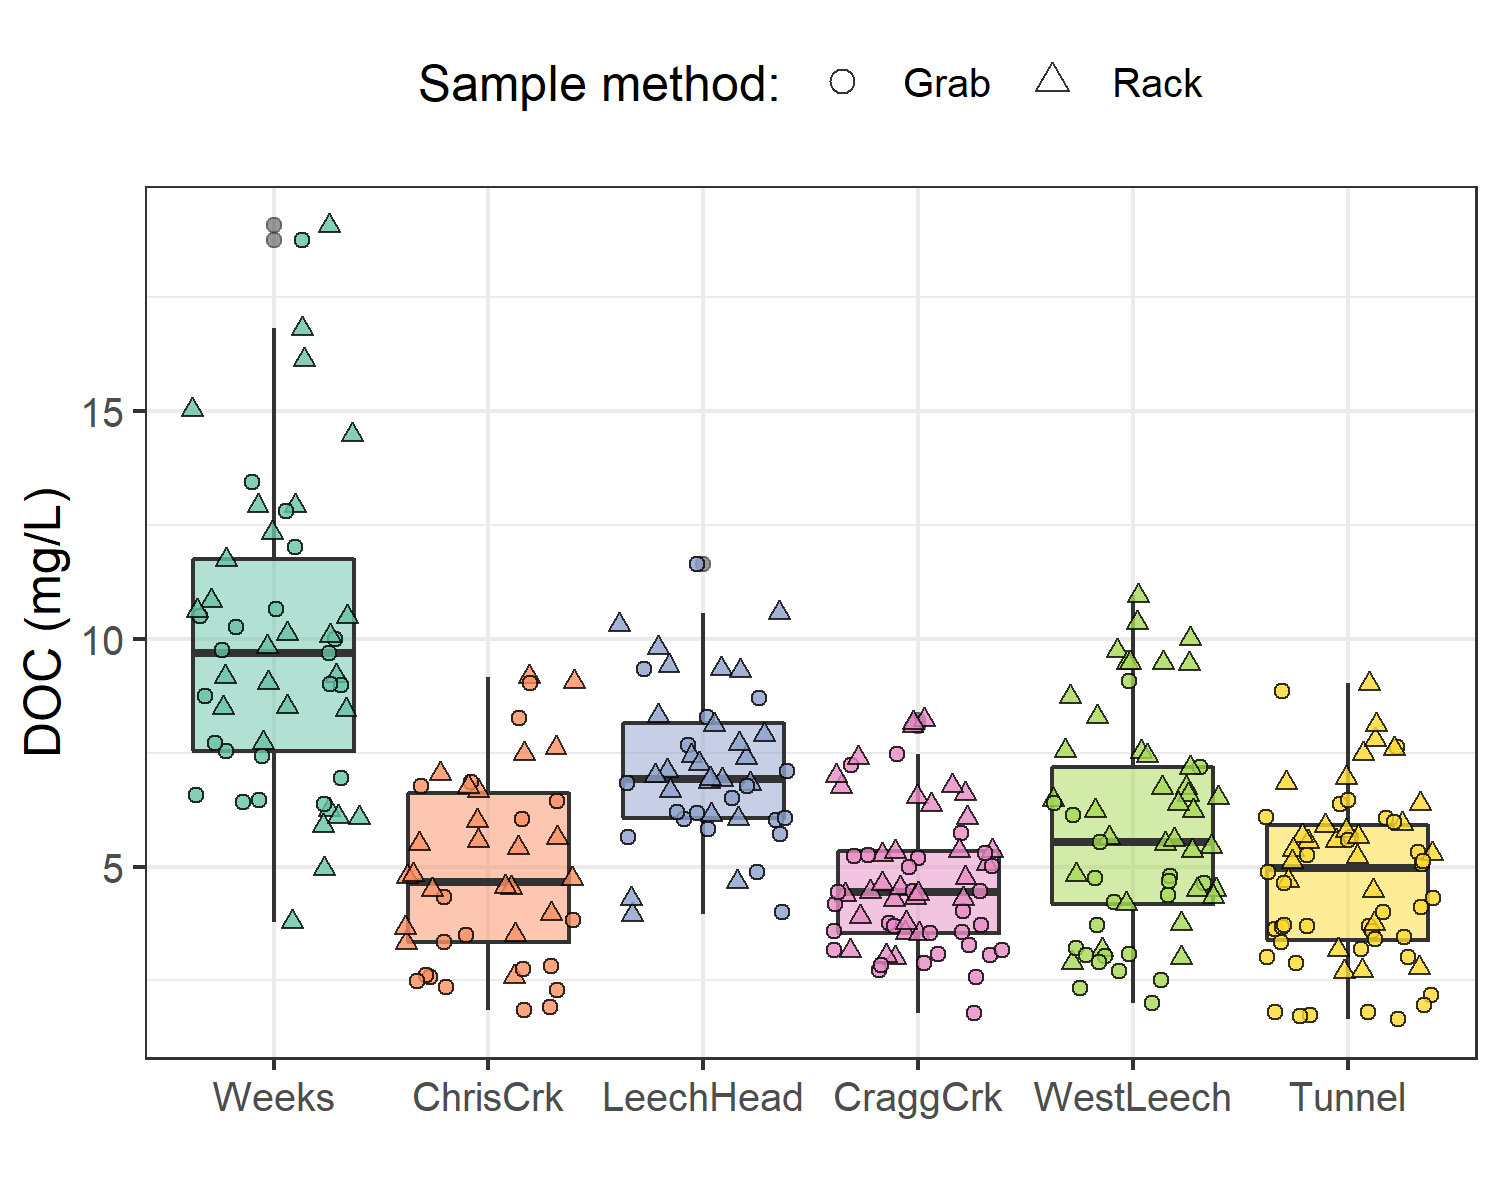 Sample method: Grab Rack
DOC (mg/L)
15
10
5
Weeks ChrisCrk LeechHead CraggCrk WestLeech Tunnel